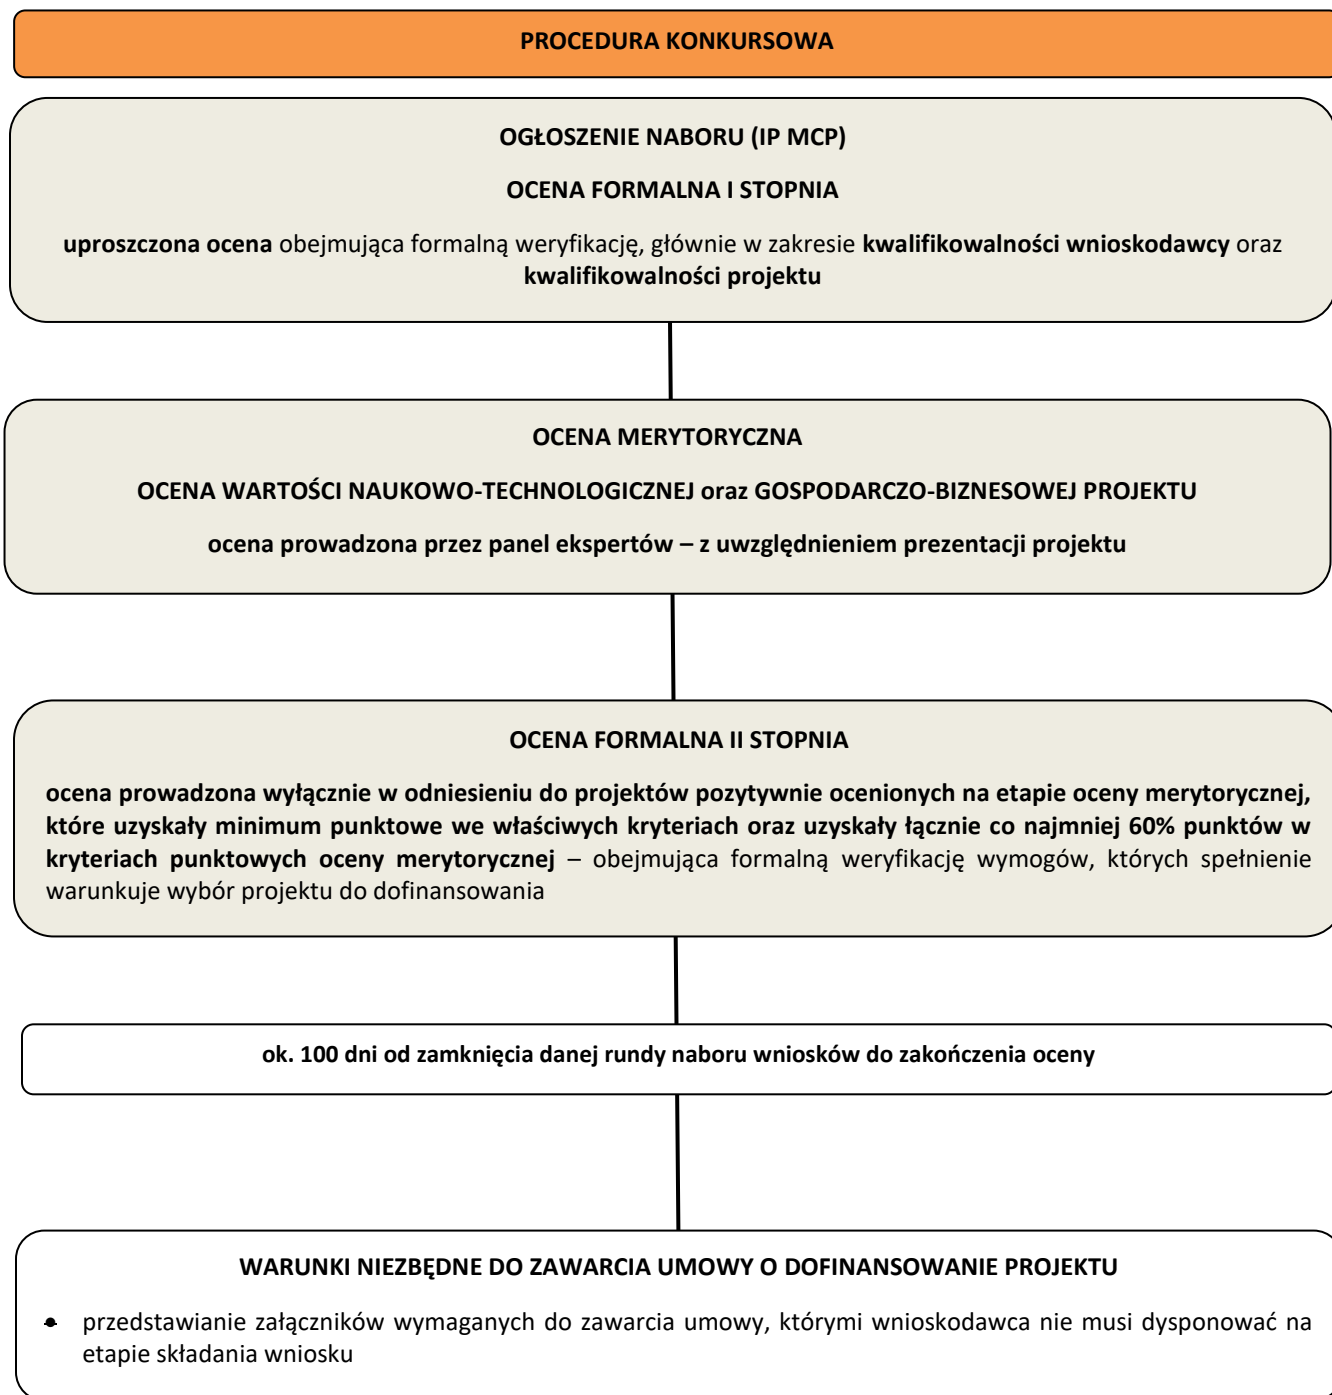 PROCEDURA KONKURSOWA
OGŁOSZENIE NABORU (IP MCP)
OCENA FORMALNA I STOPNIA
uproszczona ocena obejmująca formalną weryfikację, głównie w zakresie kwalifikowalności wnioskodawcy oraz
kwalifikowalności projektu
OCENA MERYTORYCZNA
OCENA WARTOŚCI NAUKOWO-TECHNOLOGICZNEJ oraz GOSPODARCZO-BIZNESOWEJ PROJEKTU
ocena prowadzona przez panel ekspertów – z uwzględnieniem prezentacji projektu
OCENA FORMALNA II STOPNIA
ocena prowadzona wyłącznie w odniesieniu do projektów pozytywnie ocenionych na etapie oceny merytorycznej,
które uzyskały minimum punktowe we właściwych kryteriach oraz uzyskały łącznie co najmniej 60% punktów w
kryteriach punktowych oceny merytorycznej – obejmująca formalną weryfikację wymogów, których spełnienie
warunkuje wybór projektu do dofinansowania
ok. 100 dni od zamknięcia danej rundy naboru wniosków do zakończenia oceny
WARUNKI NIEZBĘDNE DO ZAWARCIA UMOWY O DOFINANSOWANIE PROJEKTU
• przedstawianie załączników wymaganych do zawarcia umowy, którymi wnioskodawca nie musi dysponować na
etapie składania wniosku